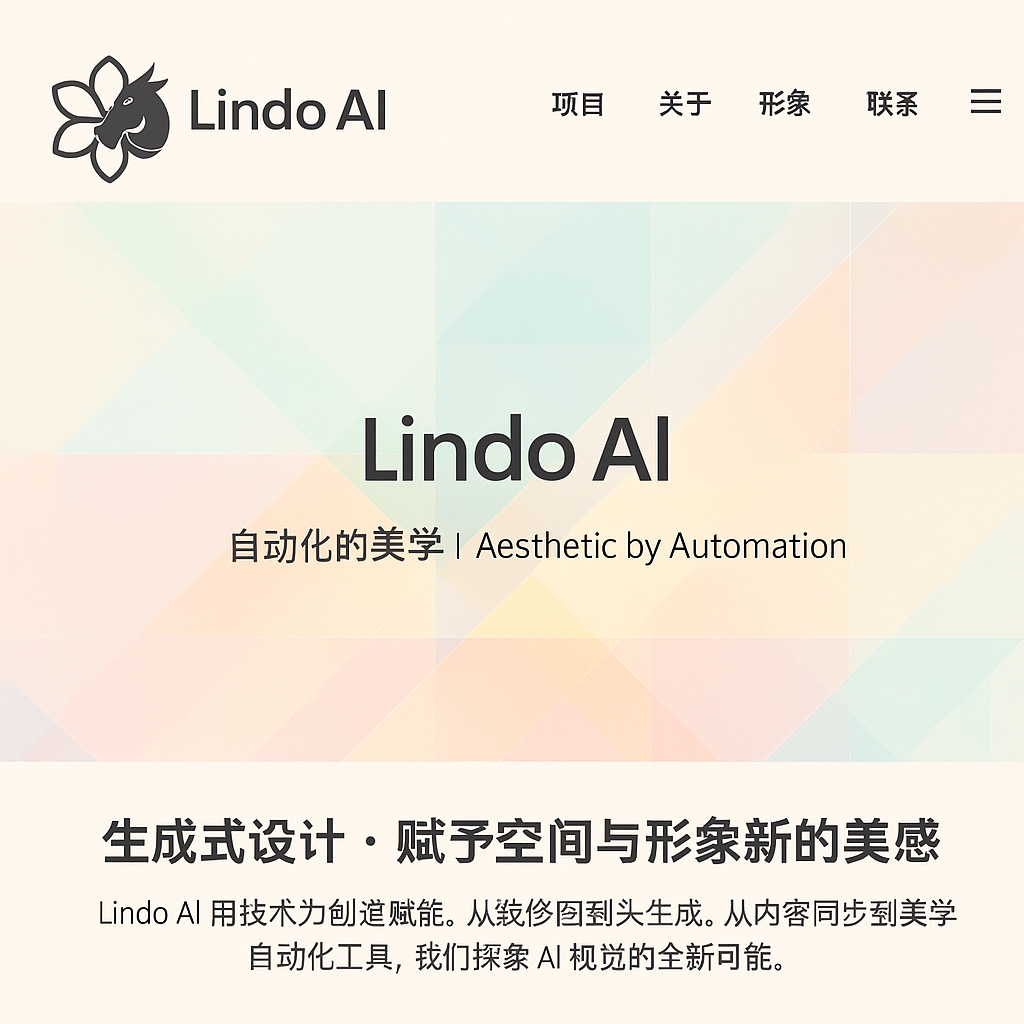 Lindo AI
项目 关于 形象 联系
Lindo AI
自动化的美学 | Aesthetic by Automation
生成式设计 · 赋予空间与形象新的美感
Lindo AI 用技术为创造赋能。从装修图到头生成。从内容同步到美学
自动化工具, 我们探象 AI 视觉的全新可能。